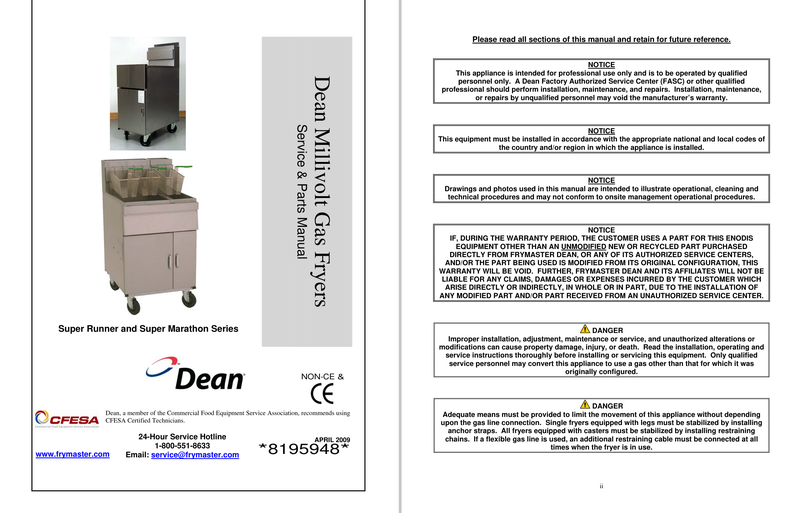 Dean Millivolt Gas Fryers
Service & Parts Manual
Super Runner and Super Marathon Series
Dean
NON-CE &
CE
CFESA
Dean, a member of the Commercial Food Equipment Service Association, recommends using
CFESA Certified Technicians.
24-Hour Service Hotline
1-800-551-8633
www.frymaster.com
Email: service@frymaster.com
APRIL 2009
*8195948*
Please read all sections of this manual and retain for future reference.
NOTICE
This appliance is intended for professional use only and is to be operated by qualified
personnel only. A Dean Factory Authorized Service Center (FASC) or other qualified
professional should perform installation, maintenance, and repairs. Installation, maintenance,
or repairs by unqualified personnel may void the manufacturer's warranty.
NOTICE
This equipment must be installed in accordance with the appropriate national and local codes of
the country and/or region in which the appliance is installed.
NOTICE
Drawings and photos used in this manual are intended to illustrate operational, cleaning and
technical procedures and may not conform to onsite management operational procedures.
NOTICE
IF, DURING THE WARRANTY PERIOD, THE CUSTOMER USES A PART FOR THIS ENODIS
EQUIPMENT OTHER THAN AN UNMODIFIED NEW OR RECYCLED PART PURCHASED
DIRECTLY FROM FRYMASTER DEAN, OR ANY OF ITS AUTHORIZED SERVICE CENTERS,
AND/OR THE PART BEING USED IS MODIFIED FROM ITS ORIGINAL CONFIGURATION, THIS
WARRANTY WILL BE VOID. FURTHER, FRYMASTER DEAN AND ITS AFFILIATES WILL NOT BE
LIABLE FOR ANY CLAIMS, DAMAGES OR EXPENSES INCURRED BY THE CUSTOMER WHICH
ARISE DIRECTLY OR INDIRECTLY, IN WHOLE OR IN PART, DUE TO THE INSTALLATION OF
ANY MODIFIED PART AND/OR PART RECEIVED FROM AN UNAUTHORIZED SERVICE CENTER.
DANGER
Improper installation, adjustment, maintenance or service, and unauthorized alterations or
modifications can cause property damage, injury, or death. Read the installation, operating and
service instructions thoroughly before installing or servicing this equipment. Only qualified
service personnel may convert this appliance to use a gas other than that for which it was
originally configured.
DANGER
Adequate means must be provided to limit the movement of this appliance without depending
upon the gas line connection. Single fryers equipped with legs must be stabilized by installing
anchor straps. All fryers equipped with casters must be stabilized by installing restraining
chains. If a flexible gas line is used, an additional restraining cable must be connected at all
times when the fryer is in use.
ii